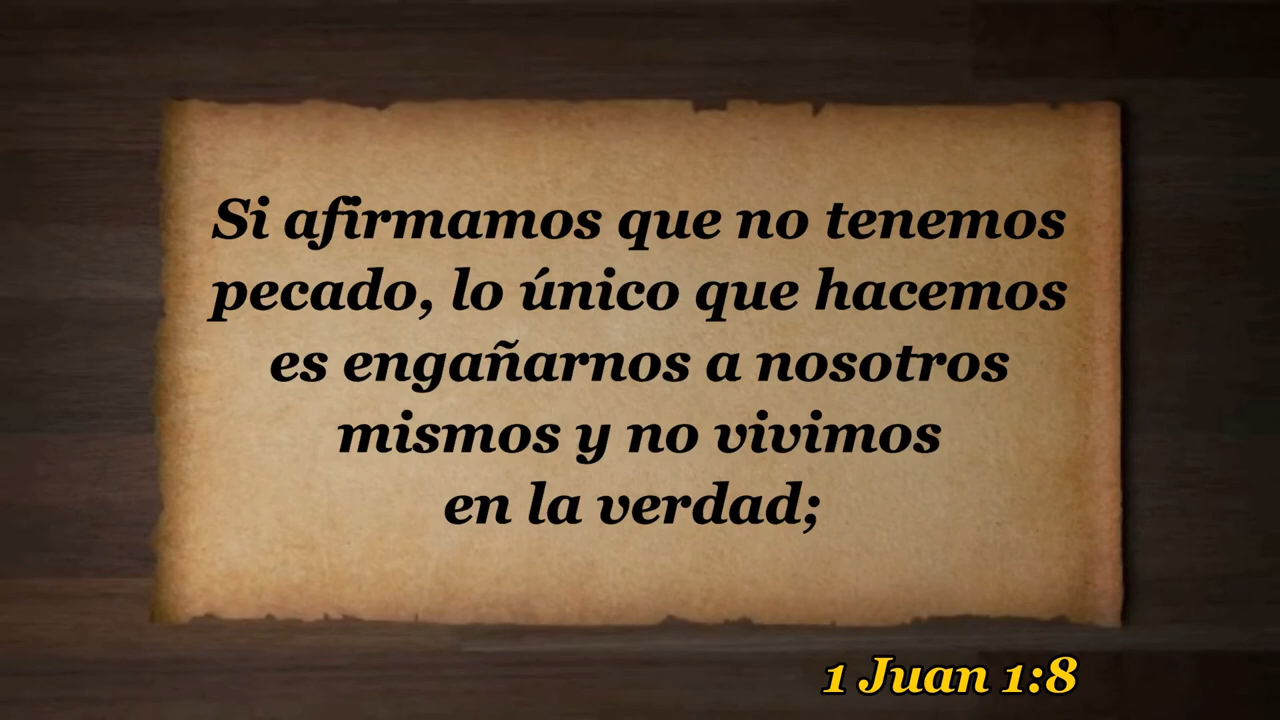 Si afirmamos que no tenemos
pecado, lo único que hacemos
es engañarnos a nosotros
mismos y no vivimos
en la verdad;
1 Juan 1:8